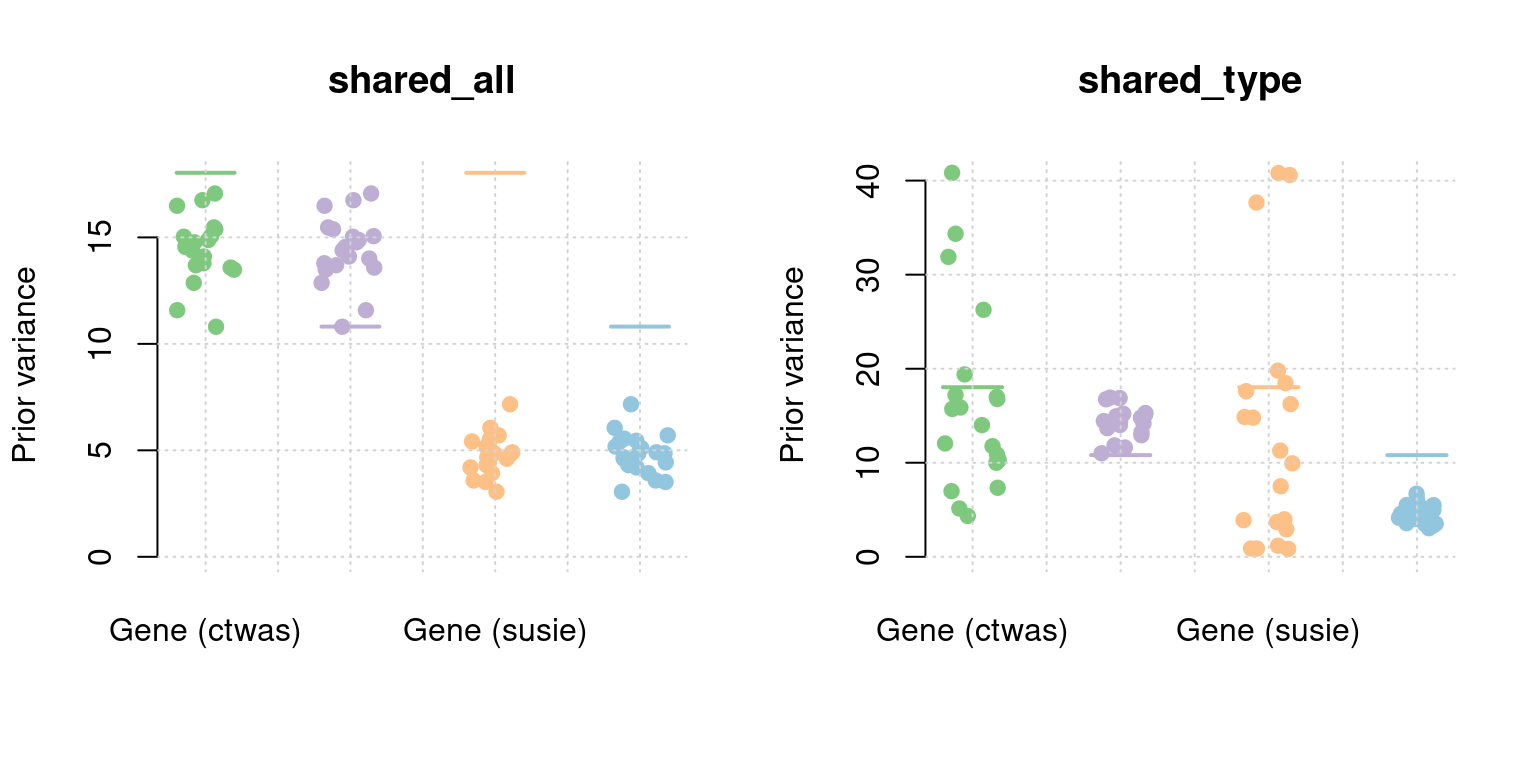 shared_all
Prior variance
15
10
5
0
Gene (ctwas)
Gene (susie)
shared_type
Prior variance
40
30
20
10
0
Gene (ctwas)
Gene (susie)